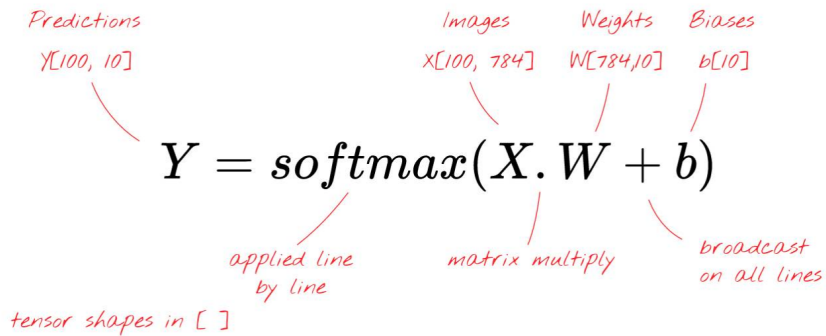 Predictions
Y[100, 10]
Images
X[100, 784]
Weights
W[784,10]
Biases
b[10]
Y = softmax(X.W + b)
applied line
by line
matrix multiply
broadcast
on all lines
tensor shapes in [ ]